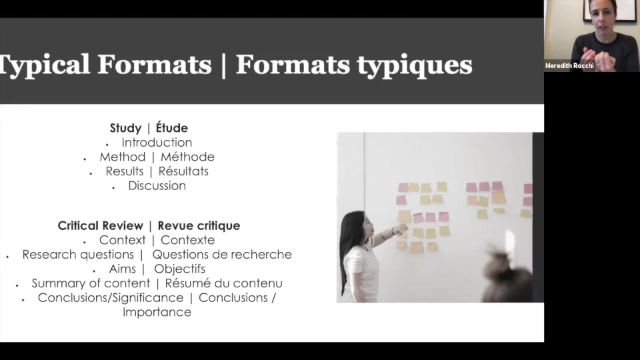 Typical Formats | Formats typiques
Study | Étude
• Introduction
• Method | Méthode
• Results | Résultats
• Discussion
Critical Review | Revue critique
• Context | Contexte
• Research questions | Questions de recherche
• Aims | Objectifs
• Summary of content | Résumé du contenu
• Conclusions/Significance | Conclusions /
Importance
Meredith Rocchi